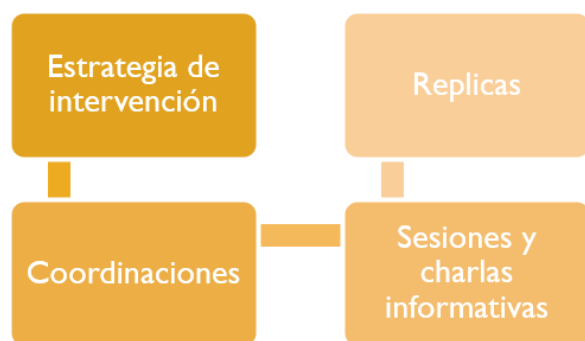 Estrategia de
intervención
Replicas
Coordinaciones
Sesiones y
charlas
informativas